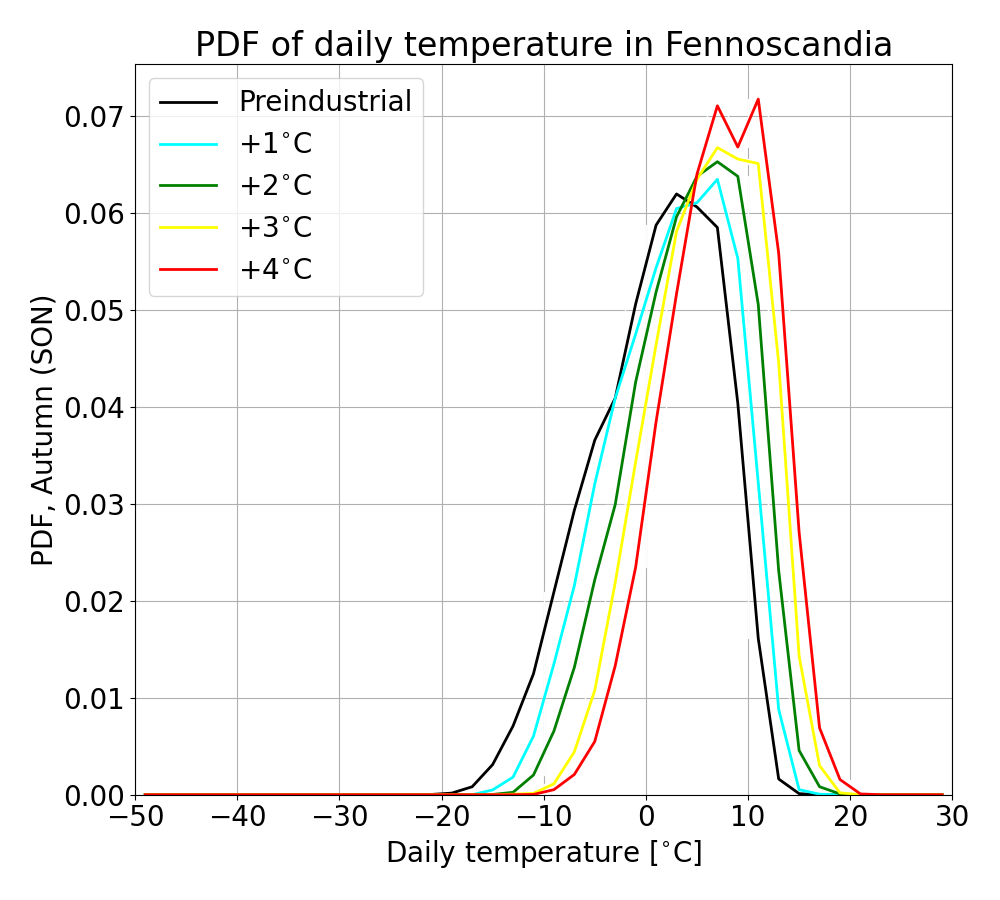 PDF of daily temperature in Fennoscandia
Preindustrial
+1°C
+2°C
+3°C
+4°C
PDF, Autumn (SON)
0.07
0.06
0.05
0.04
0.03
0.02
0.01
0.00
−50 −40 −30 −20 −10 0 10 20 30
Daily temperature [°C]